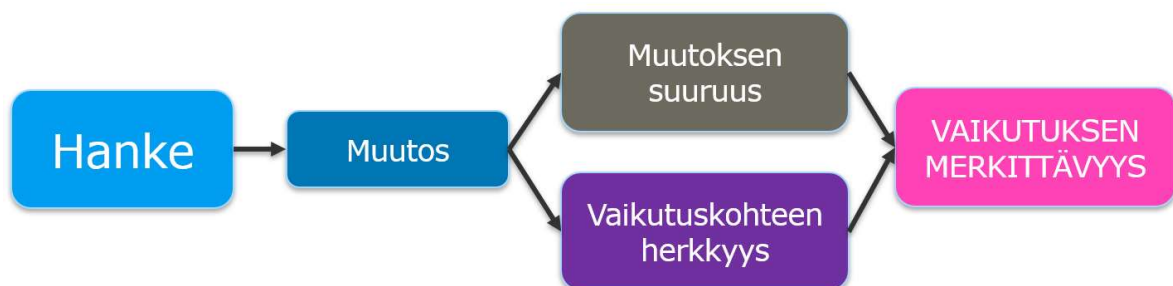 Hanke
Muutos
Muutoksen
suuruus
Vaikutuskohteen
herkkyys
VAIKUTUKSEN
MERKITTÄVYYS